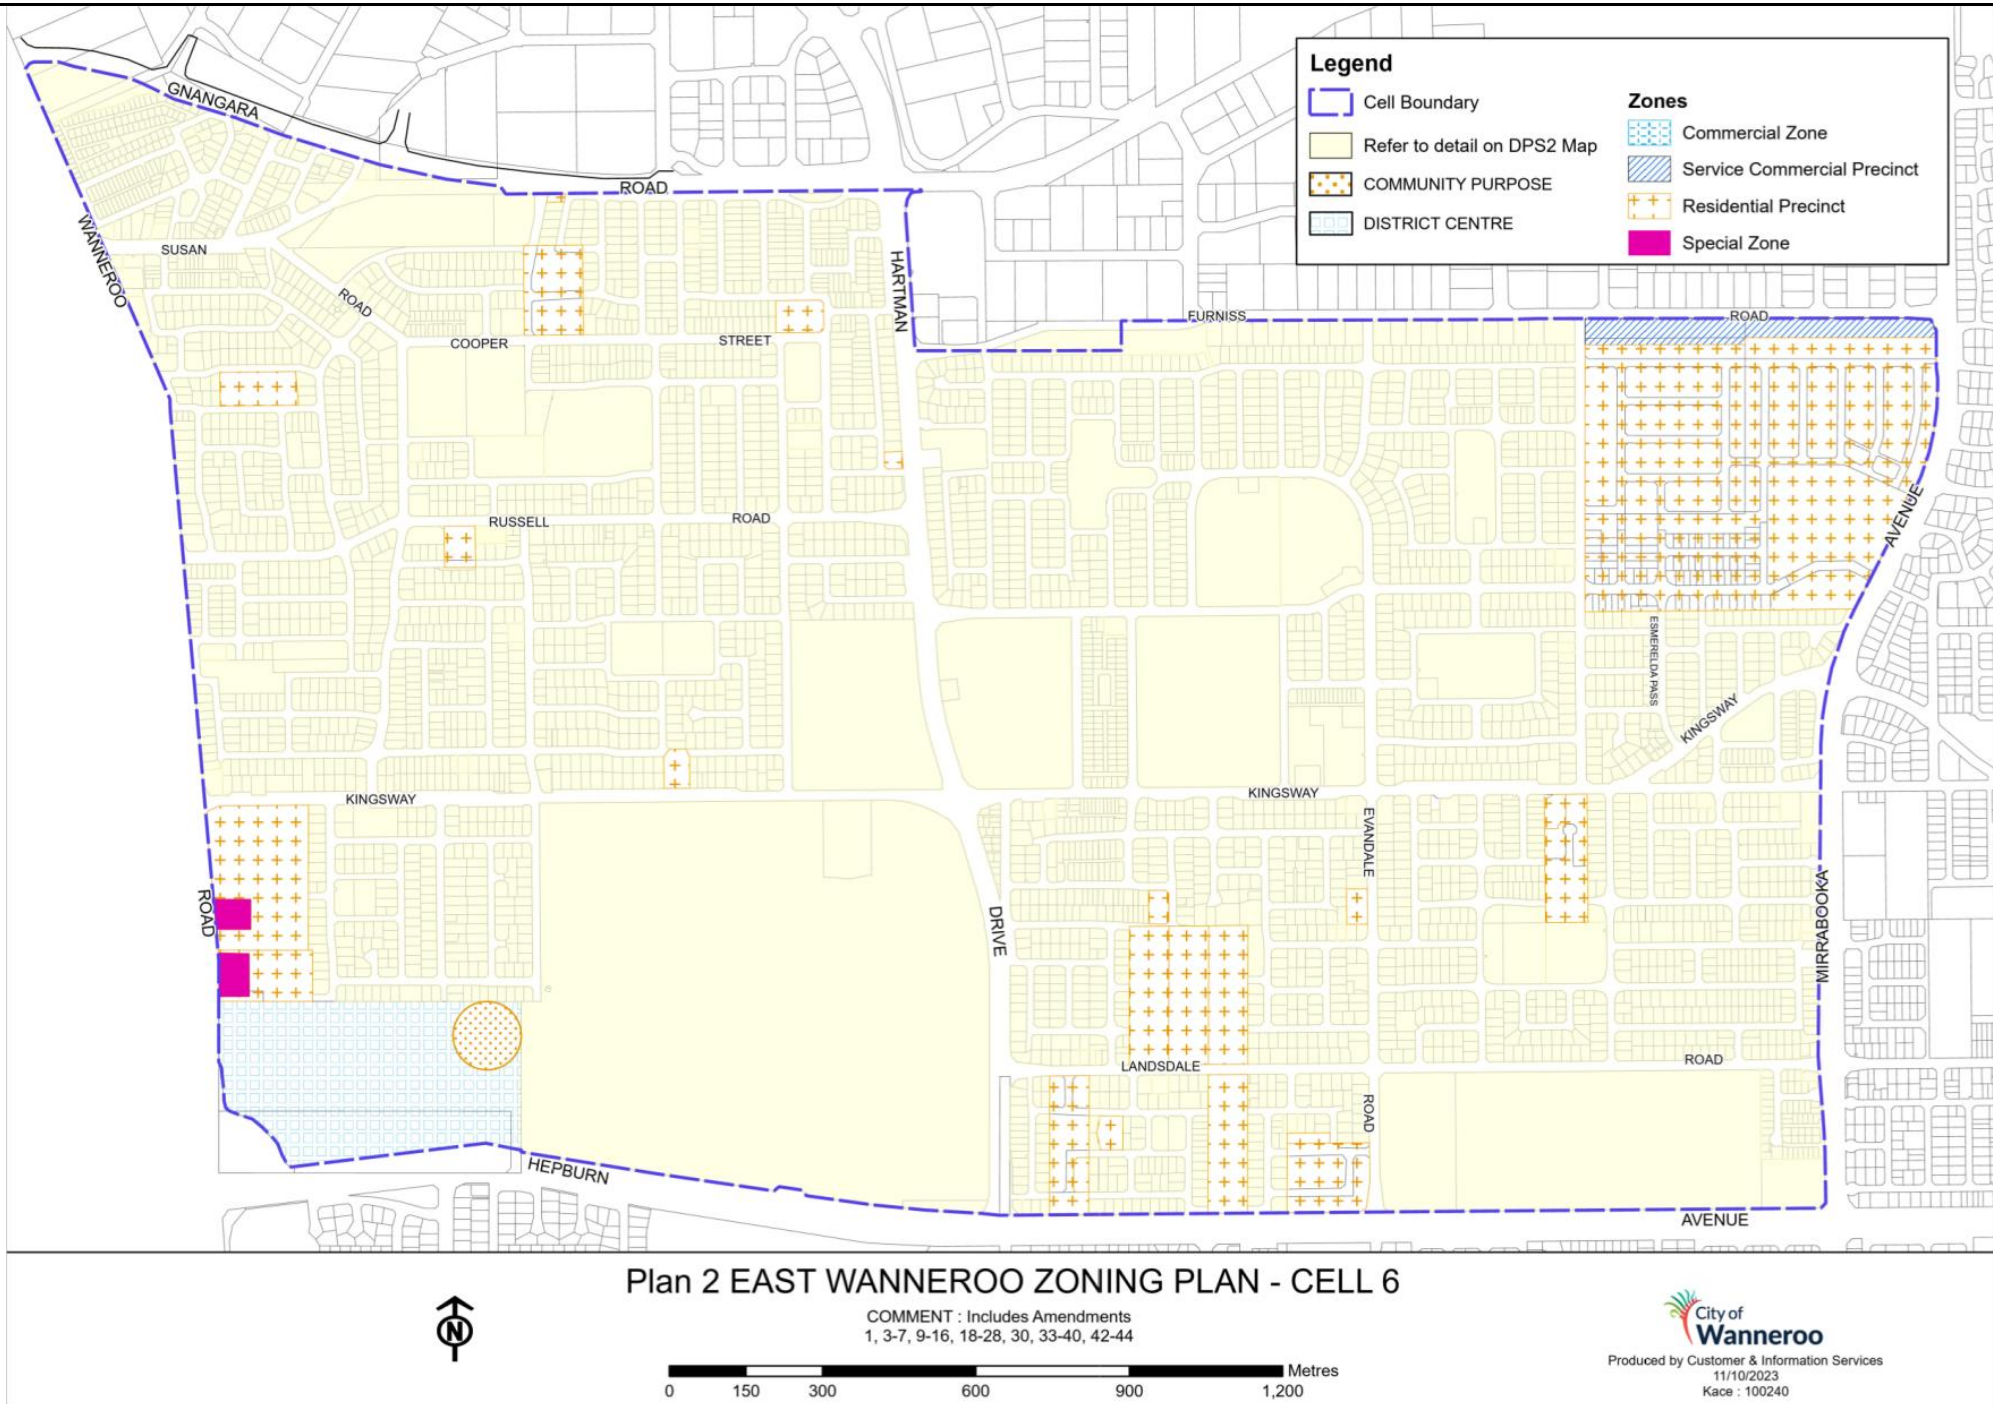 GNANGARA
ROAD
WANNEROO
SUSAN
ROAD
COOPER
STREET
HARTMAN
FURNISS
ROAD
RUSSELL
ROAD
AVENUE
ESMERELDA PASS
KINGSWAY
KINGSWAY
KINGSWAY
EVANDALE
ROAD
DRIVE
MIRRABOOKA
LANDSDALE
ROAD
ROAD
HEPBURN
AVENUE
Legend
Cell Boundary
Refer to detail on DPS2 Map
COMMUNITY PURPOSE
DISTRICT CENTRE
Zones
Commercial Zone
Service Commercial Precinct
Residential Precinct
Special Zone
Plan 2 EAST WANNEROO ZONING PLAN - CELL 6
COMMENT : Includes Amendments
1, 3-7, 9-16, 18-28, 30, 33-40, 42-44
N
0 150 300 600 900 1,200 Metres
City of
Wanneroo
Produced by Customer & Information Services
11/10/2023
Kace : 100240